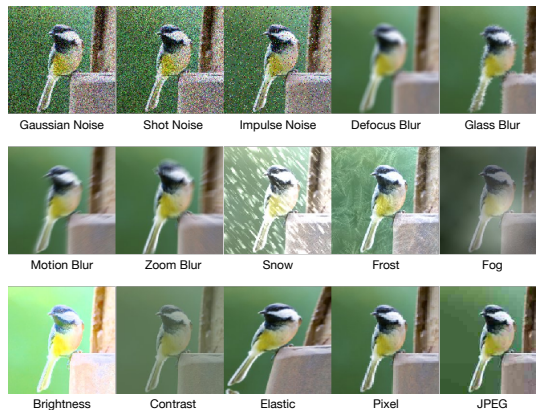 Gaussian Noise Shot Noise Impulse Noise Defocus Blur Glass Blur
Motion Blur Zoom Blur Snow Frost Fog
Brightness Contrast Elastic Pixel JPEG